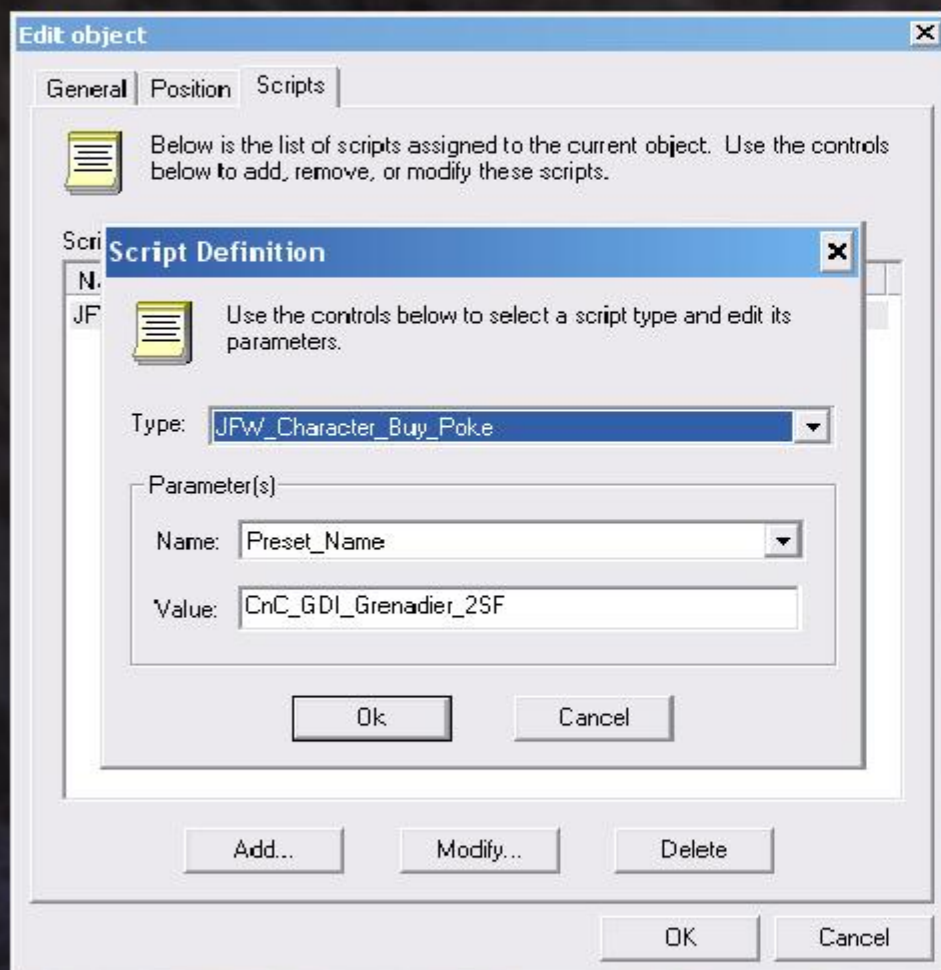 Edit object
General Position Scripts
Below is the list of scripts assigned to the current object. Use the controls
below to add, remove, or modify these scripts.
Script Definition
Use the controls below to select a script type and edit its
parameters.
Type: JFW_Character_Buy_Poke
Parameter(s)
Name: Preset_Name
Value: CnC_GDI_Grenadier_2SF
Ok Cancel
Add... Modify... Delete
OK Cancel